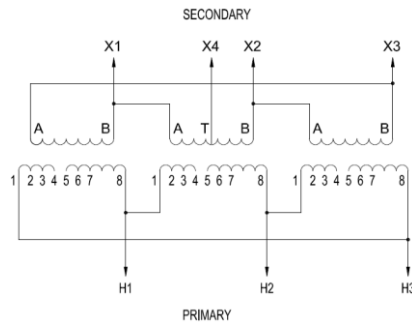 SECONDARY
X1 X4 X2 X3
A B A T B A B
1 2 3 4 5 6 7 8 1 2 3 4 5 6 7 8 1 2 3 4 5 6 7 8
H1 H2 H3
PRIMARY